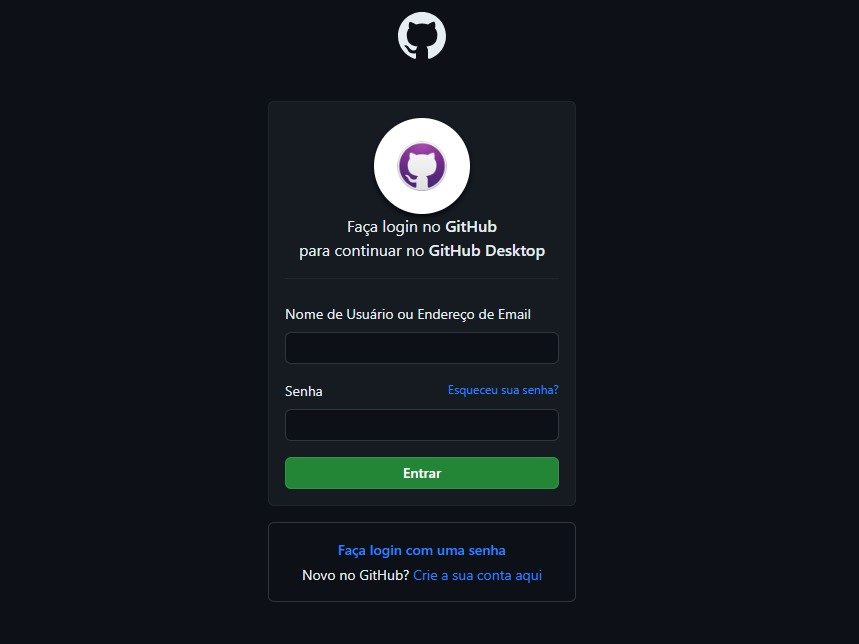 Faça login no GitHub
para continuar no GitHub Desktop
Nome de Usuário ou Endereço de Email
Senha
Esqueceu sua senha?
Entrar
Faça login com uma senha
Novo no GitHub? Crie a sua conta aqui